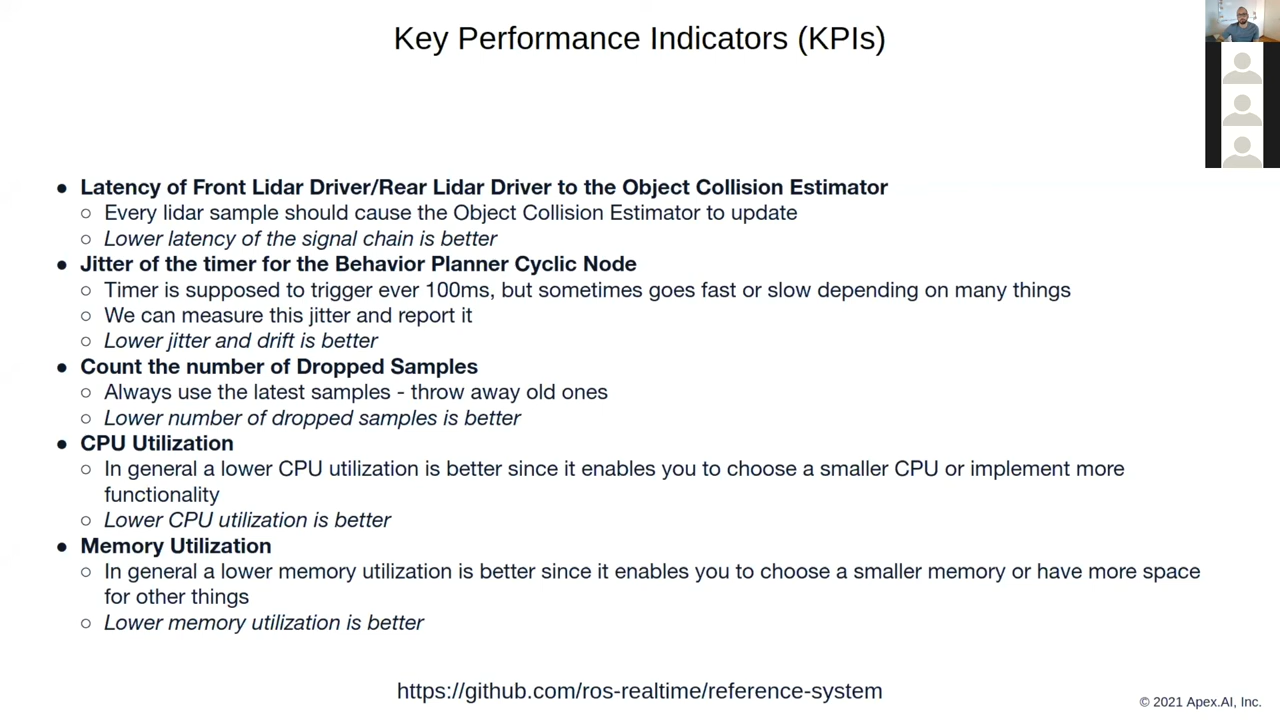 Key Performance Indicators (KPIs)
● Latency of Front Lidar Driver/Rear Lidar Driver to the Object Collision Estimator
○ Every lidar sample should cause the Object Collision Estimator to update
○ Lower latency of the signal chain is better
● Jitter of the timer for the Behavior Planner Cyclic Node
○ Timer is supposed to trigger ever 100ms, but sometimes goes fast or slow depending on many things
○ We can measure this jitter and report it
○ Lower jitter and drift is better
● Count the number of Dropped Samples
○ Always use the latest samples - throw away old ones
○ Lower number of dropped samples is better
● CPU Utilization
○ In general a lower CPU utilization is better since it enables you to choose a smaller CPU or implement more
functionality
○ Lower CPU utilization is better
● Memory Utilization
○ In general a lower memory utilization is better since it enables you to choose a smaller memory or have more space
for other things
○ Lower memory utilization is better
https://github.com/ros-realtime/reference-system
© 2021 Apex.AI, Inc.